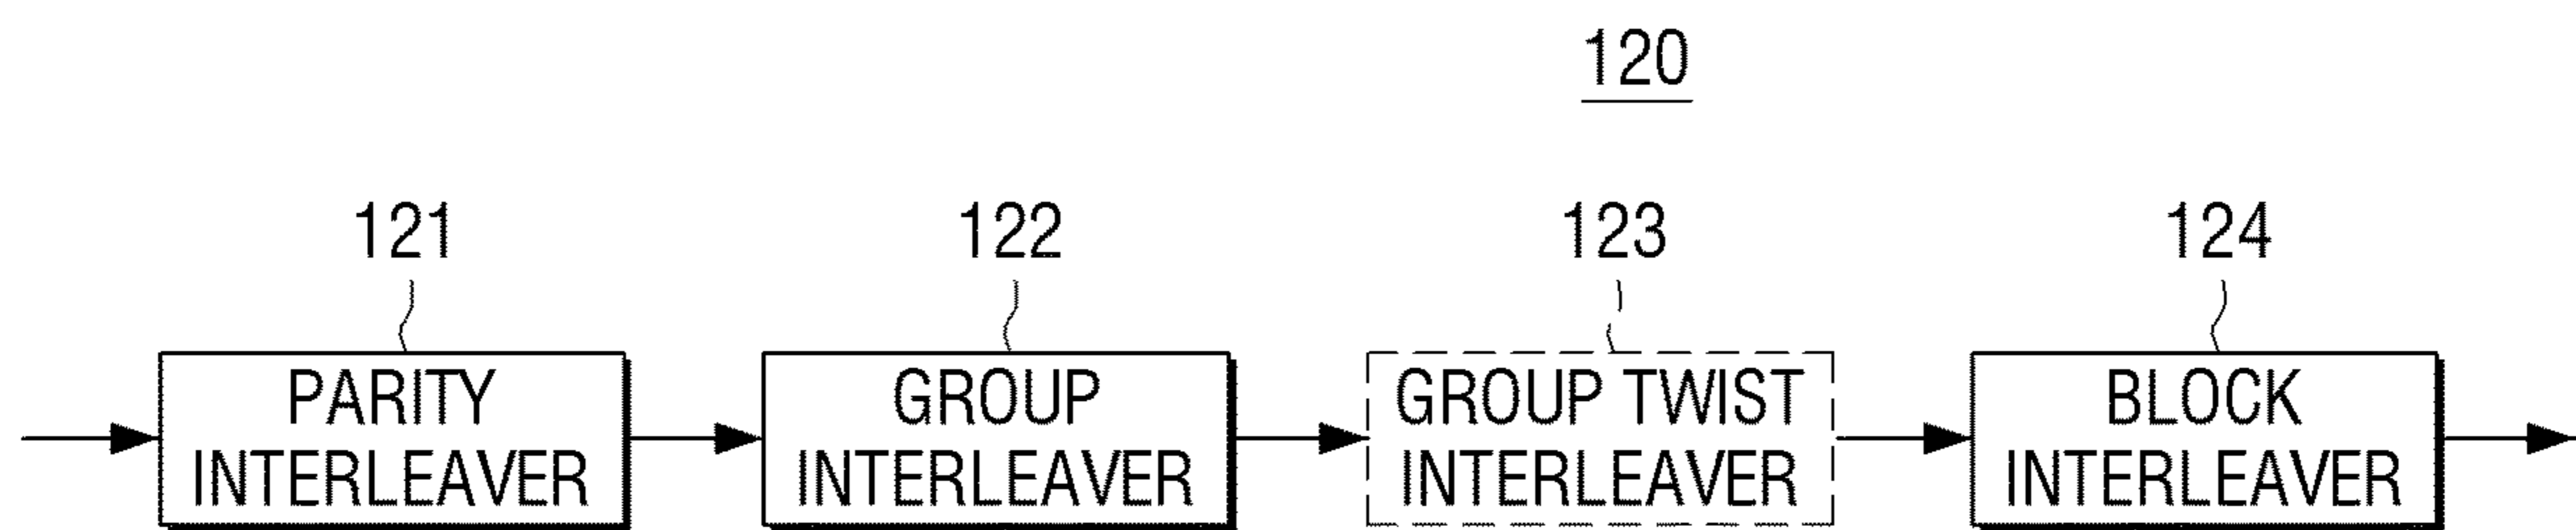 120
121
122
123
124
PARITY
INTERLEAVER
GROUP
INTERLEAVER
GROUP TWIST
INTERLEAVER
BLOCK
INTERLEAVER